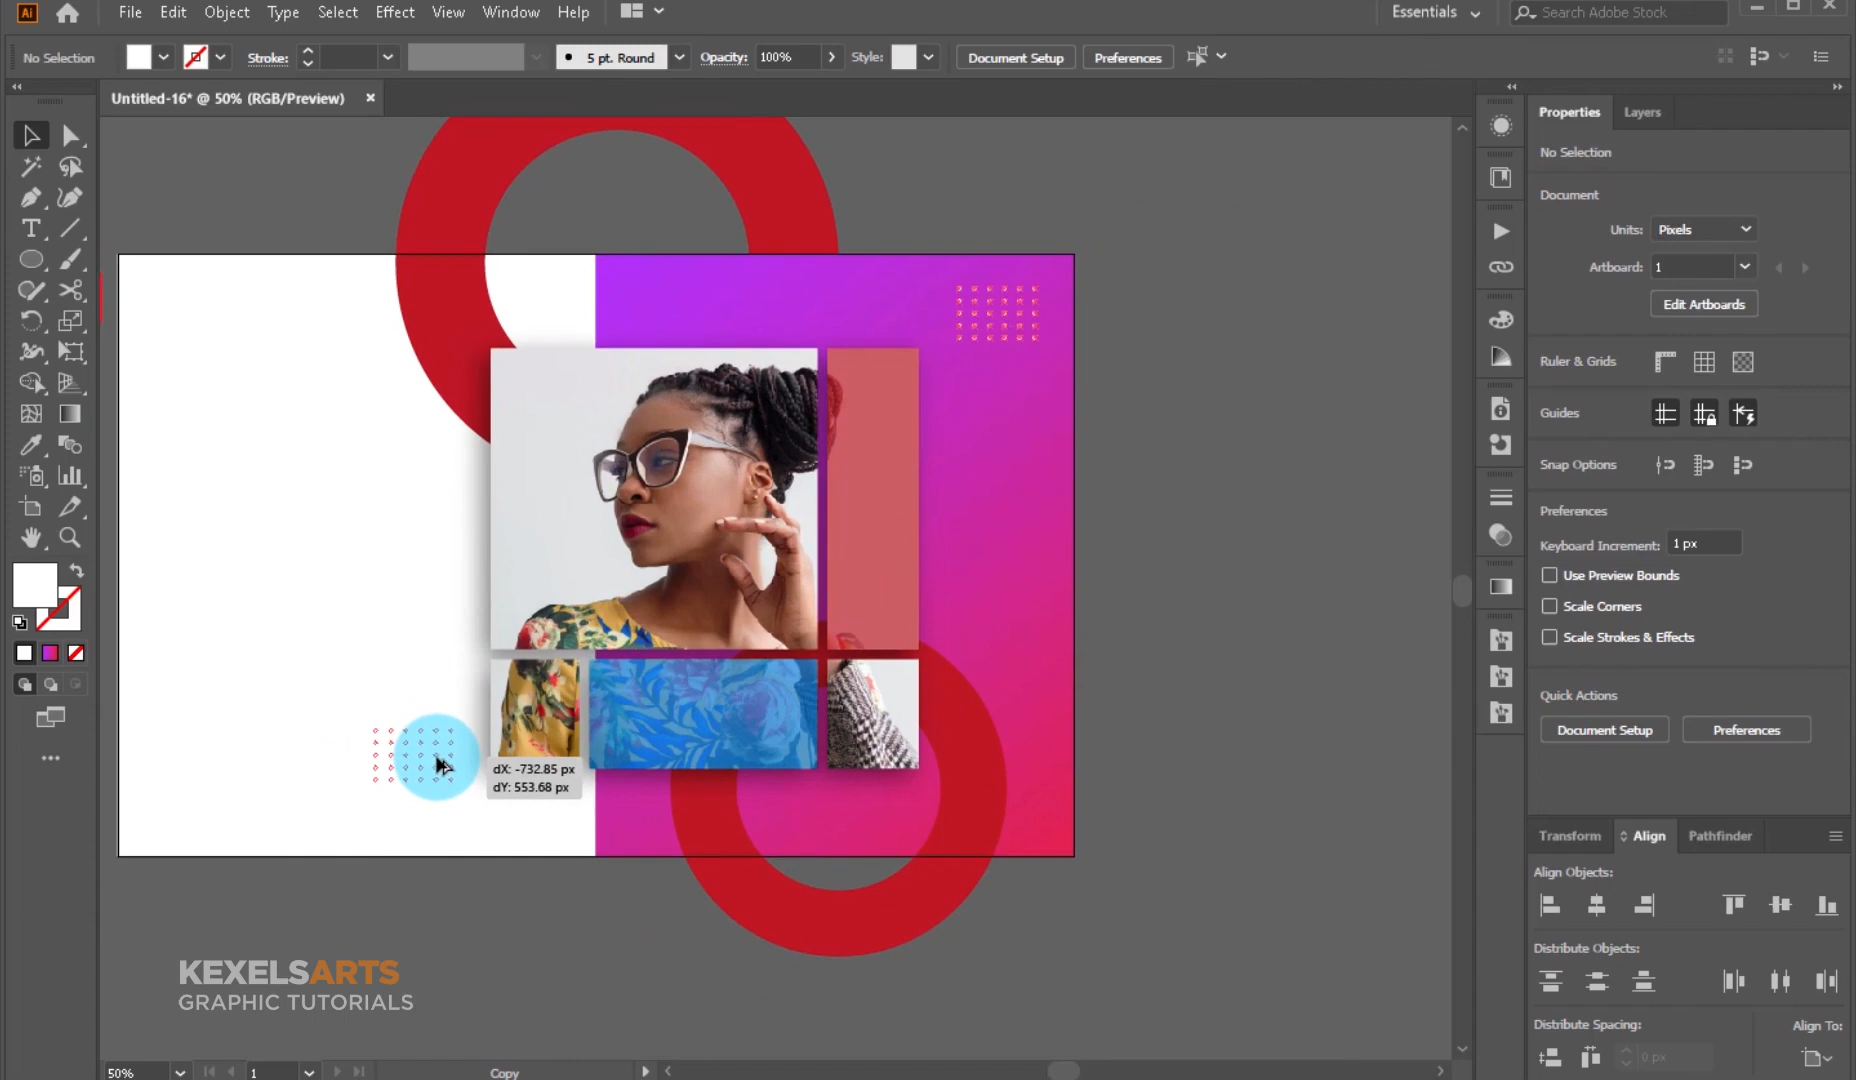 Ai File Edit Object Type Select Effect View Window Help Essentials Search Adobe Stock
No Selection Stroke: 5 pt. Round Opacity: 100% Style: Document Setup Preferences
Untitled-16* @ 50% (RGB/Preview)
Properties Layers
No Selection
Document
Units: Pixels
Artboard: 1
Edit Artboards
Ruler & Grids
Guides
Snap Options
Preferences
Keyboard Increment: 1 px
Use Preview Bounds
Scale Corners
Scale Strokes & Effects
Quick Actions
Document Setup Preferences
dX: -732.85 px
dY: 553.68 px
Transform Align Pathfinder
Align Objects:
Distribute Objects:
Distribute Spacing: Align To:
0 px
KEXELSARTS
GRAPHIC TUTORIALS
50% 1 Copy